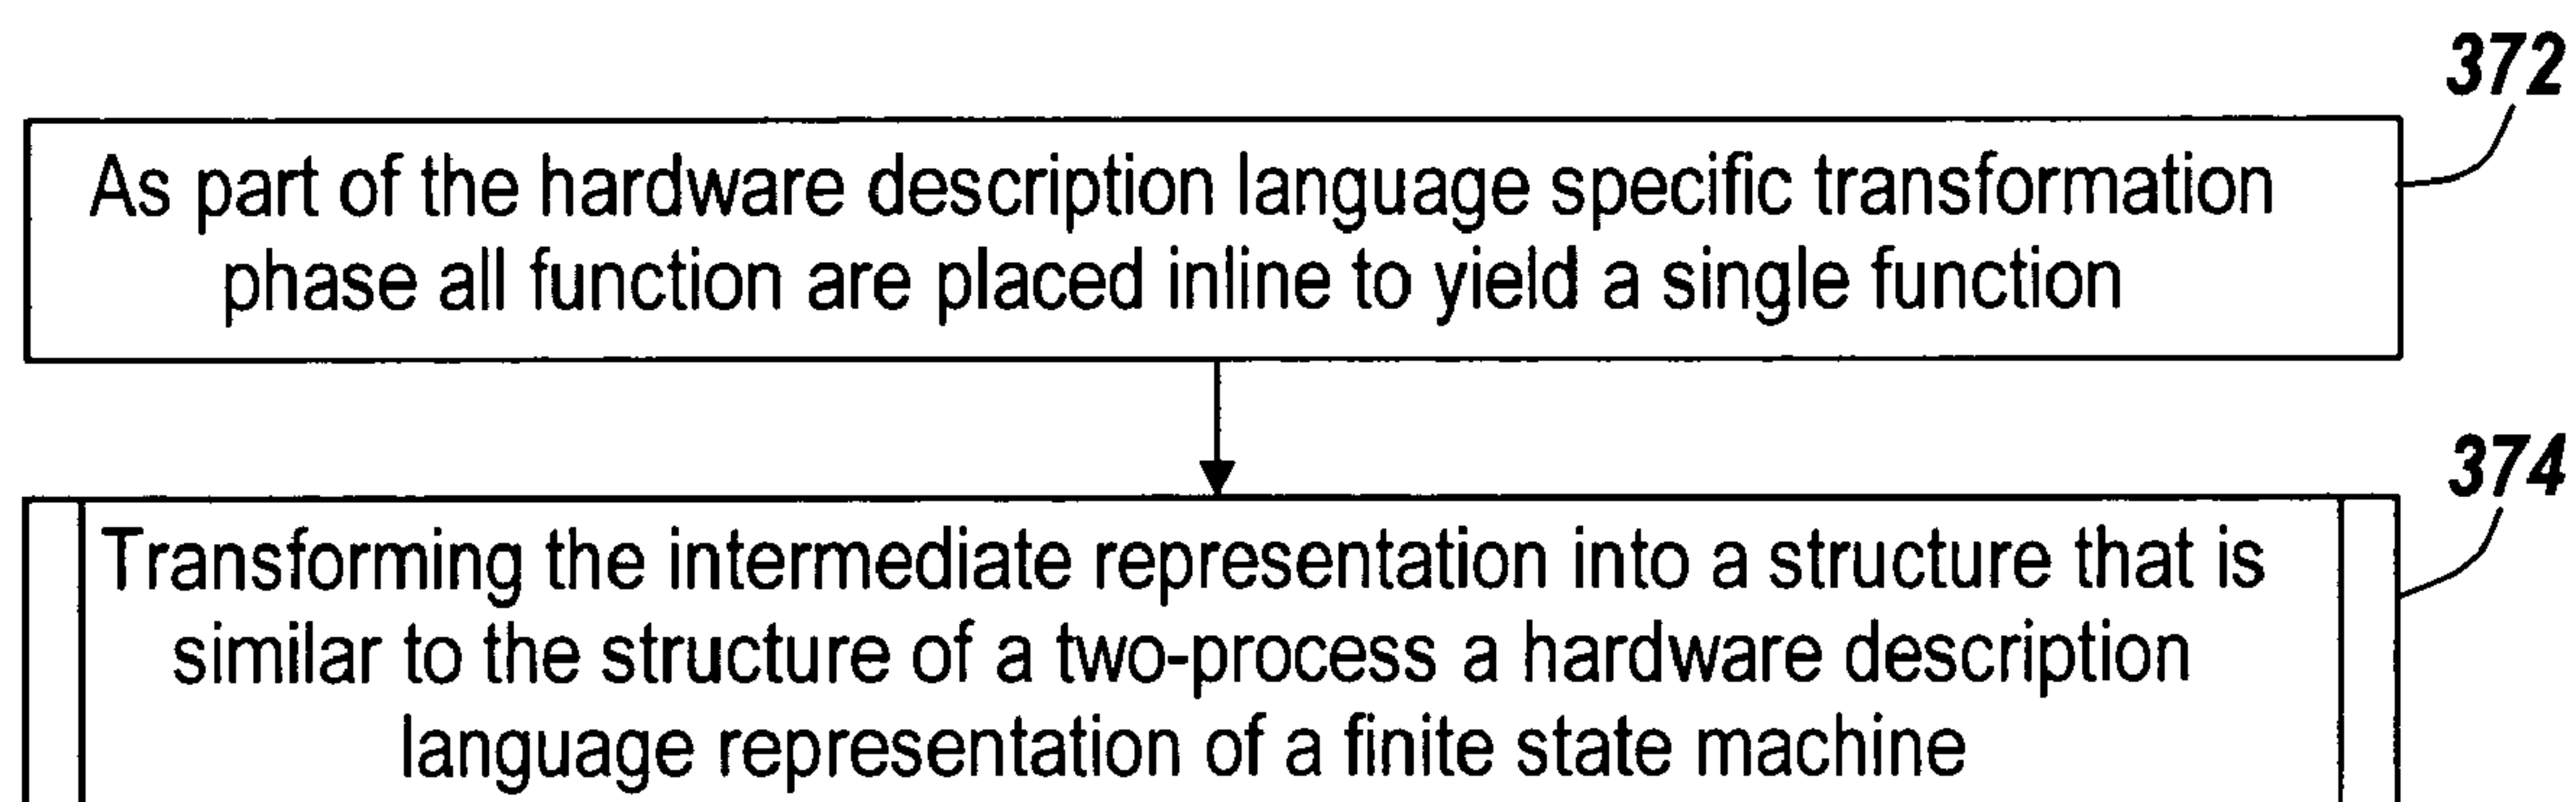 372
As part of the hardware description language specific transformation
phase all function are placed inline to yield a single function
374
Transforming the intermediate representation into a structure that is
similar to the structure of a two-process a hardware description
language representation of a finite state machine